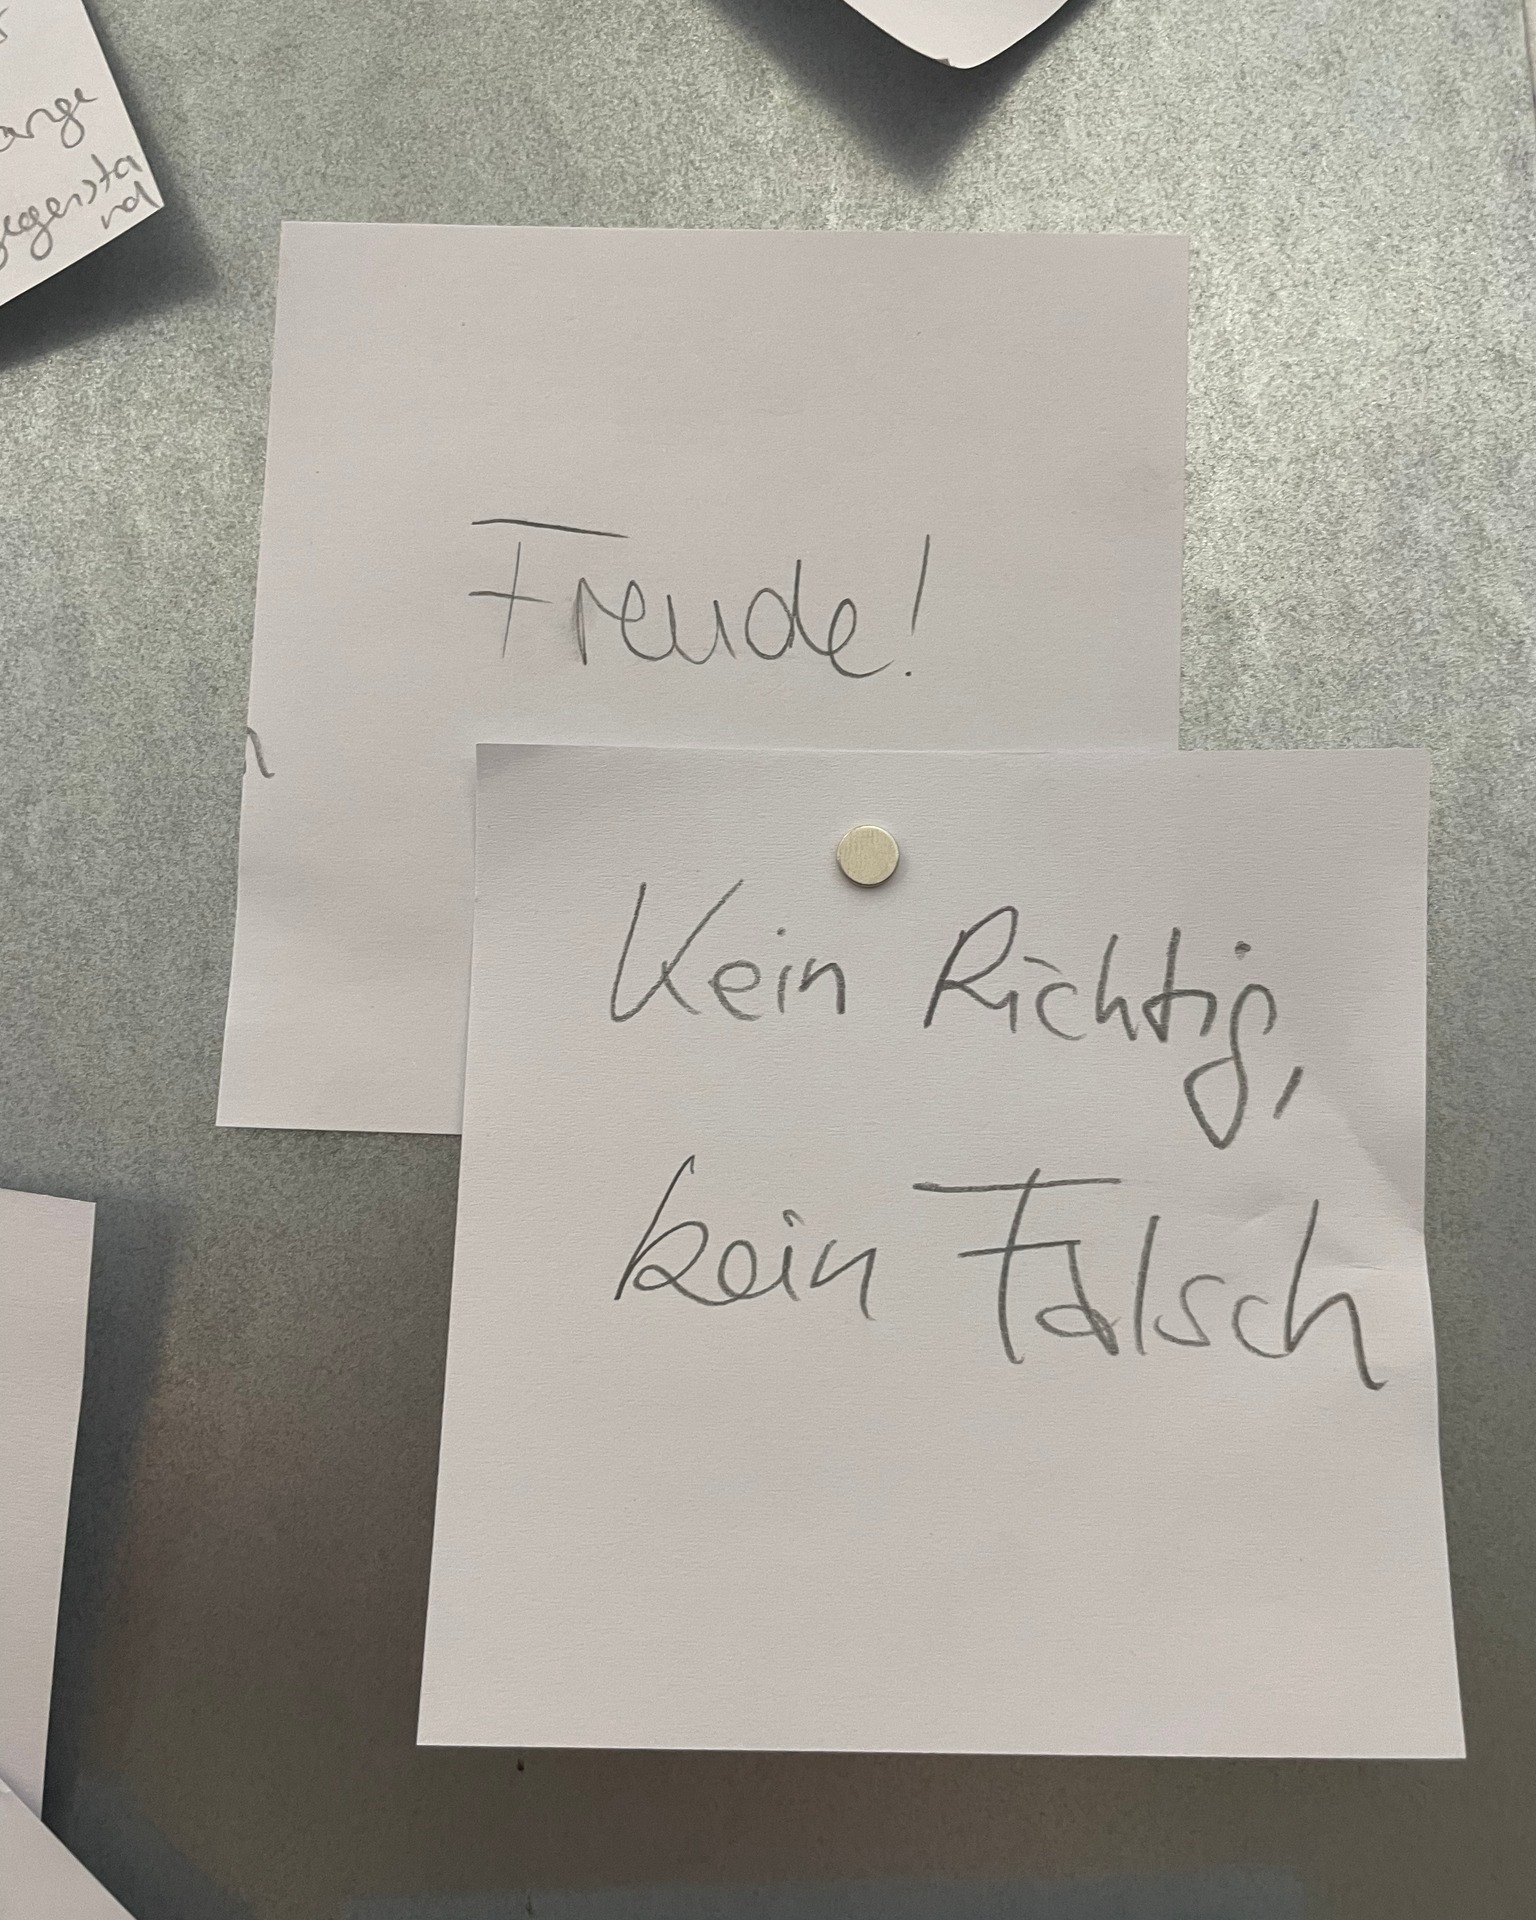 Freude!
Kein Richtig,
kein Falsch